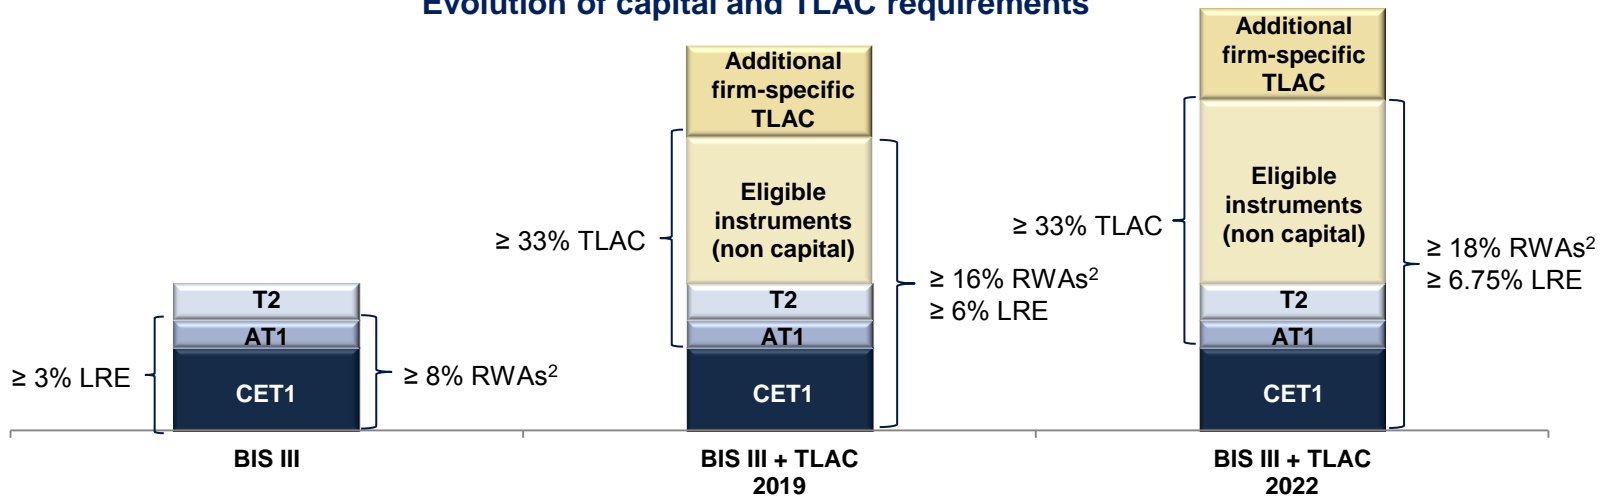 Evolution of capital and TLAC requirements
≥ 3% LRE
T2
AT1
CET1
≥ 8% RWAs²
BIS III
≥ 33% TLAC
Additional
firm-specific
TLAC
Eligible
instruments
(non capital)
T2
AT1
CET1
≥ 16% RWAs²
≥ 6% LRE
BIS III + TLAC
2019
≥ 33% TLAC
Additional
firm-specific
TLAC
Eligible
instruments
(non capital)
T2
AT1
CET1
≥ 18% RWAs²
≥ 6.75% LRE
BIS III + TLAC
2022